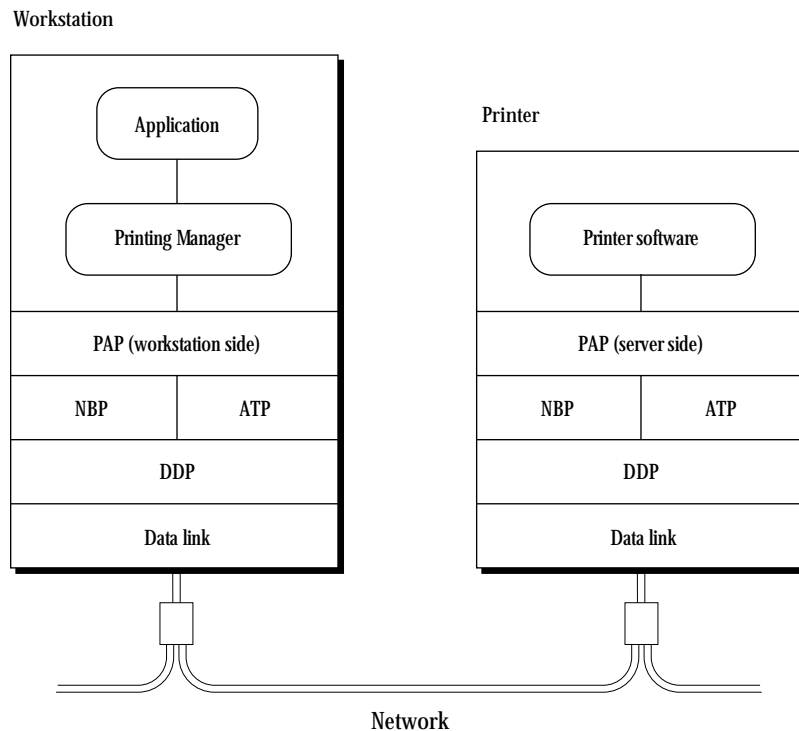 Workstation
Application
Printing Manager
PAP (workstation side)
NBP
ATP
DDP
Data link
Printer
Printer software
PAP (server side)
NBP
ATP
DDP
Data link
Network